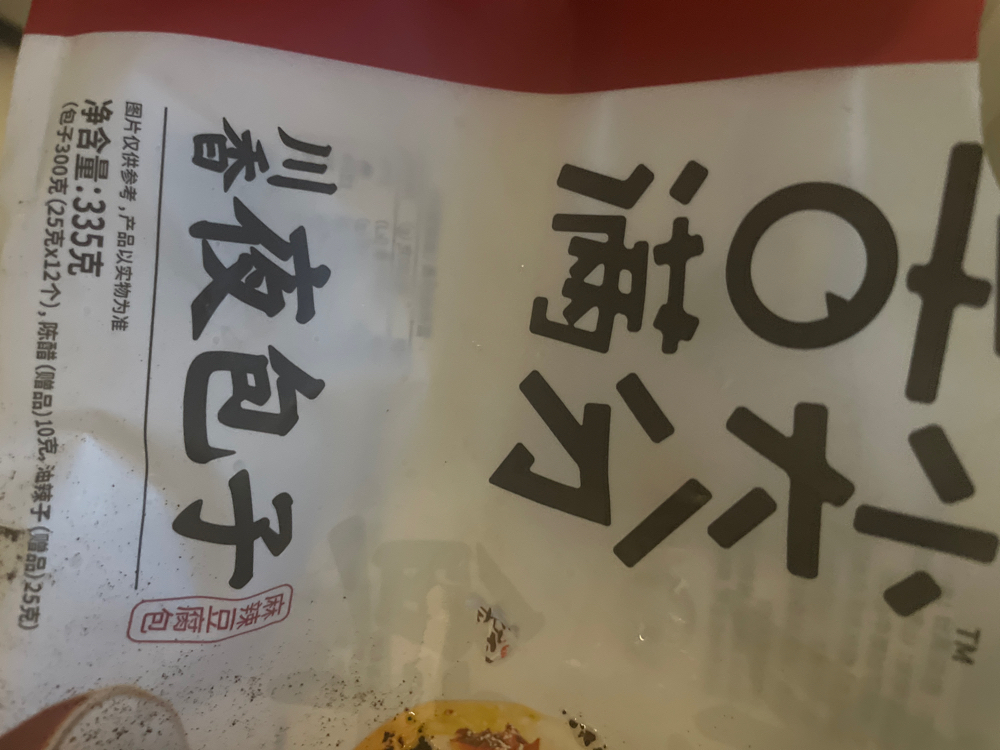 满分
TM
川香
夜包子
麻辣豆腐包
图片仅供参考，产品以实物为准
净含量:335克
(包子300克(25克x12个)，陈醋(赠品)10克，油辣子(赠品)25克)